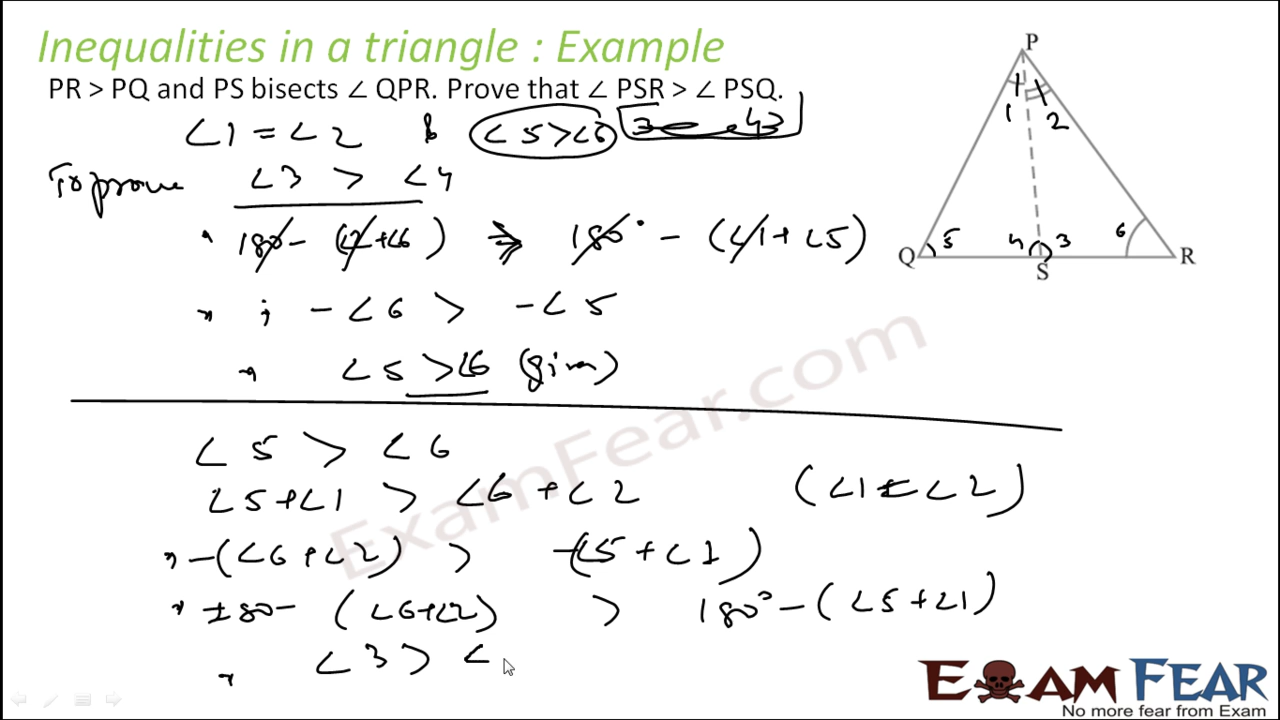 Inequalities in a triangle : Example
PR > PQ and PS bisects ∠ QPR. Prove that ∠ PSR > ∠ PSQ.
∠1 = ∠2 & ∠5>∠6
To prove ∠3 > ∠4
180 - (∠2+∠6) > 180° - (∠1+∠5)
-∠6 > -∠5
∠5 >∠6 (given)
∠5 > ∠6
∠5+∠1 > ∠6+∠2 (∠1=∠2)
-(∠6+∠2) > -(∠5+∠1)
180- (∠6+∠2) > 180°-(∠5+∠1)
∠3 > ∠
P
1 2
Q 5 4 3 6 R
S
ExamFear.com
EXAM FEAR
No more fear from Exam